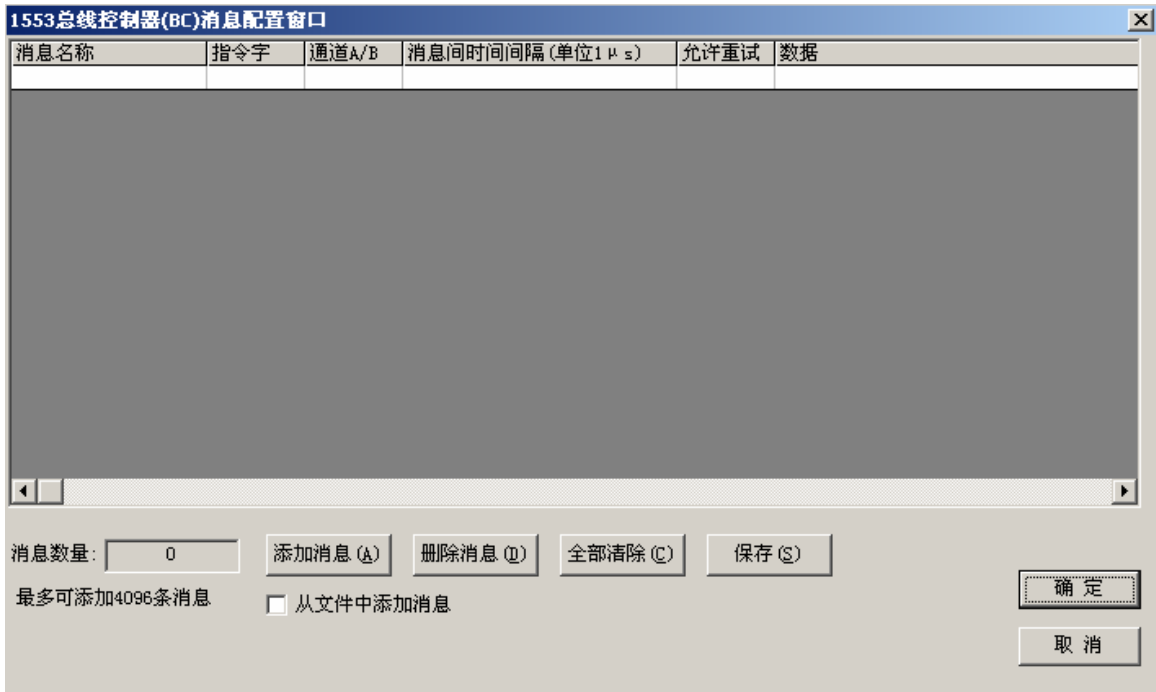 1553总线控制器(BC)消息配置窗口
消息名称 指令字 通道A/B 消息间时间间隔(单位1μs) 允许重试 数据
消息数量: 0 添加消息(A) 册除消息(D) 全部清除(C) 保存(S)
最多可添加4096条消息 从文件中添加消息
确 定
取 消